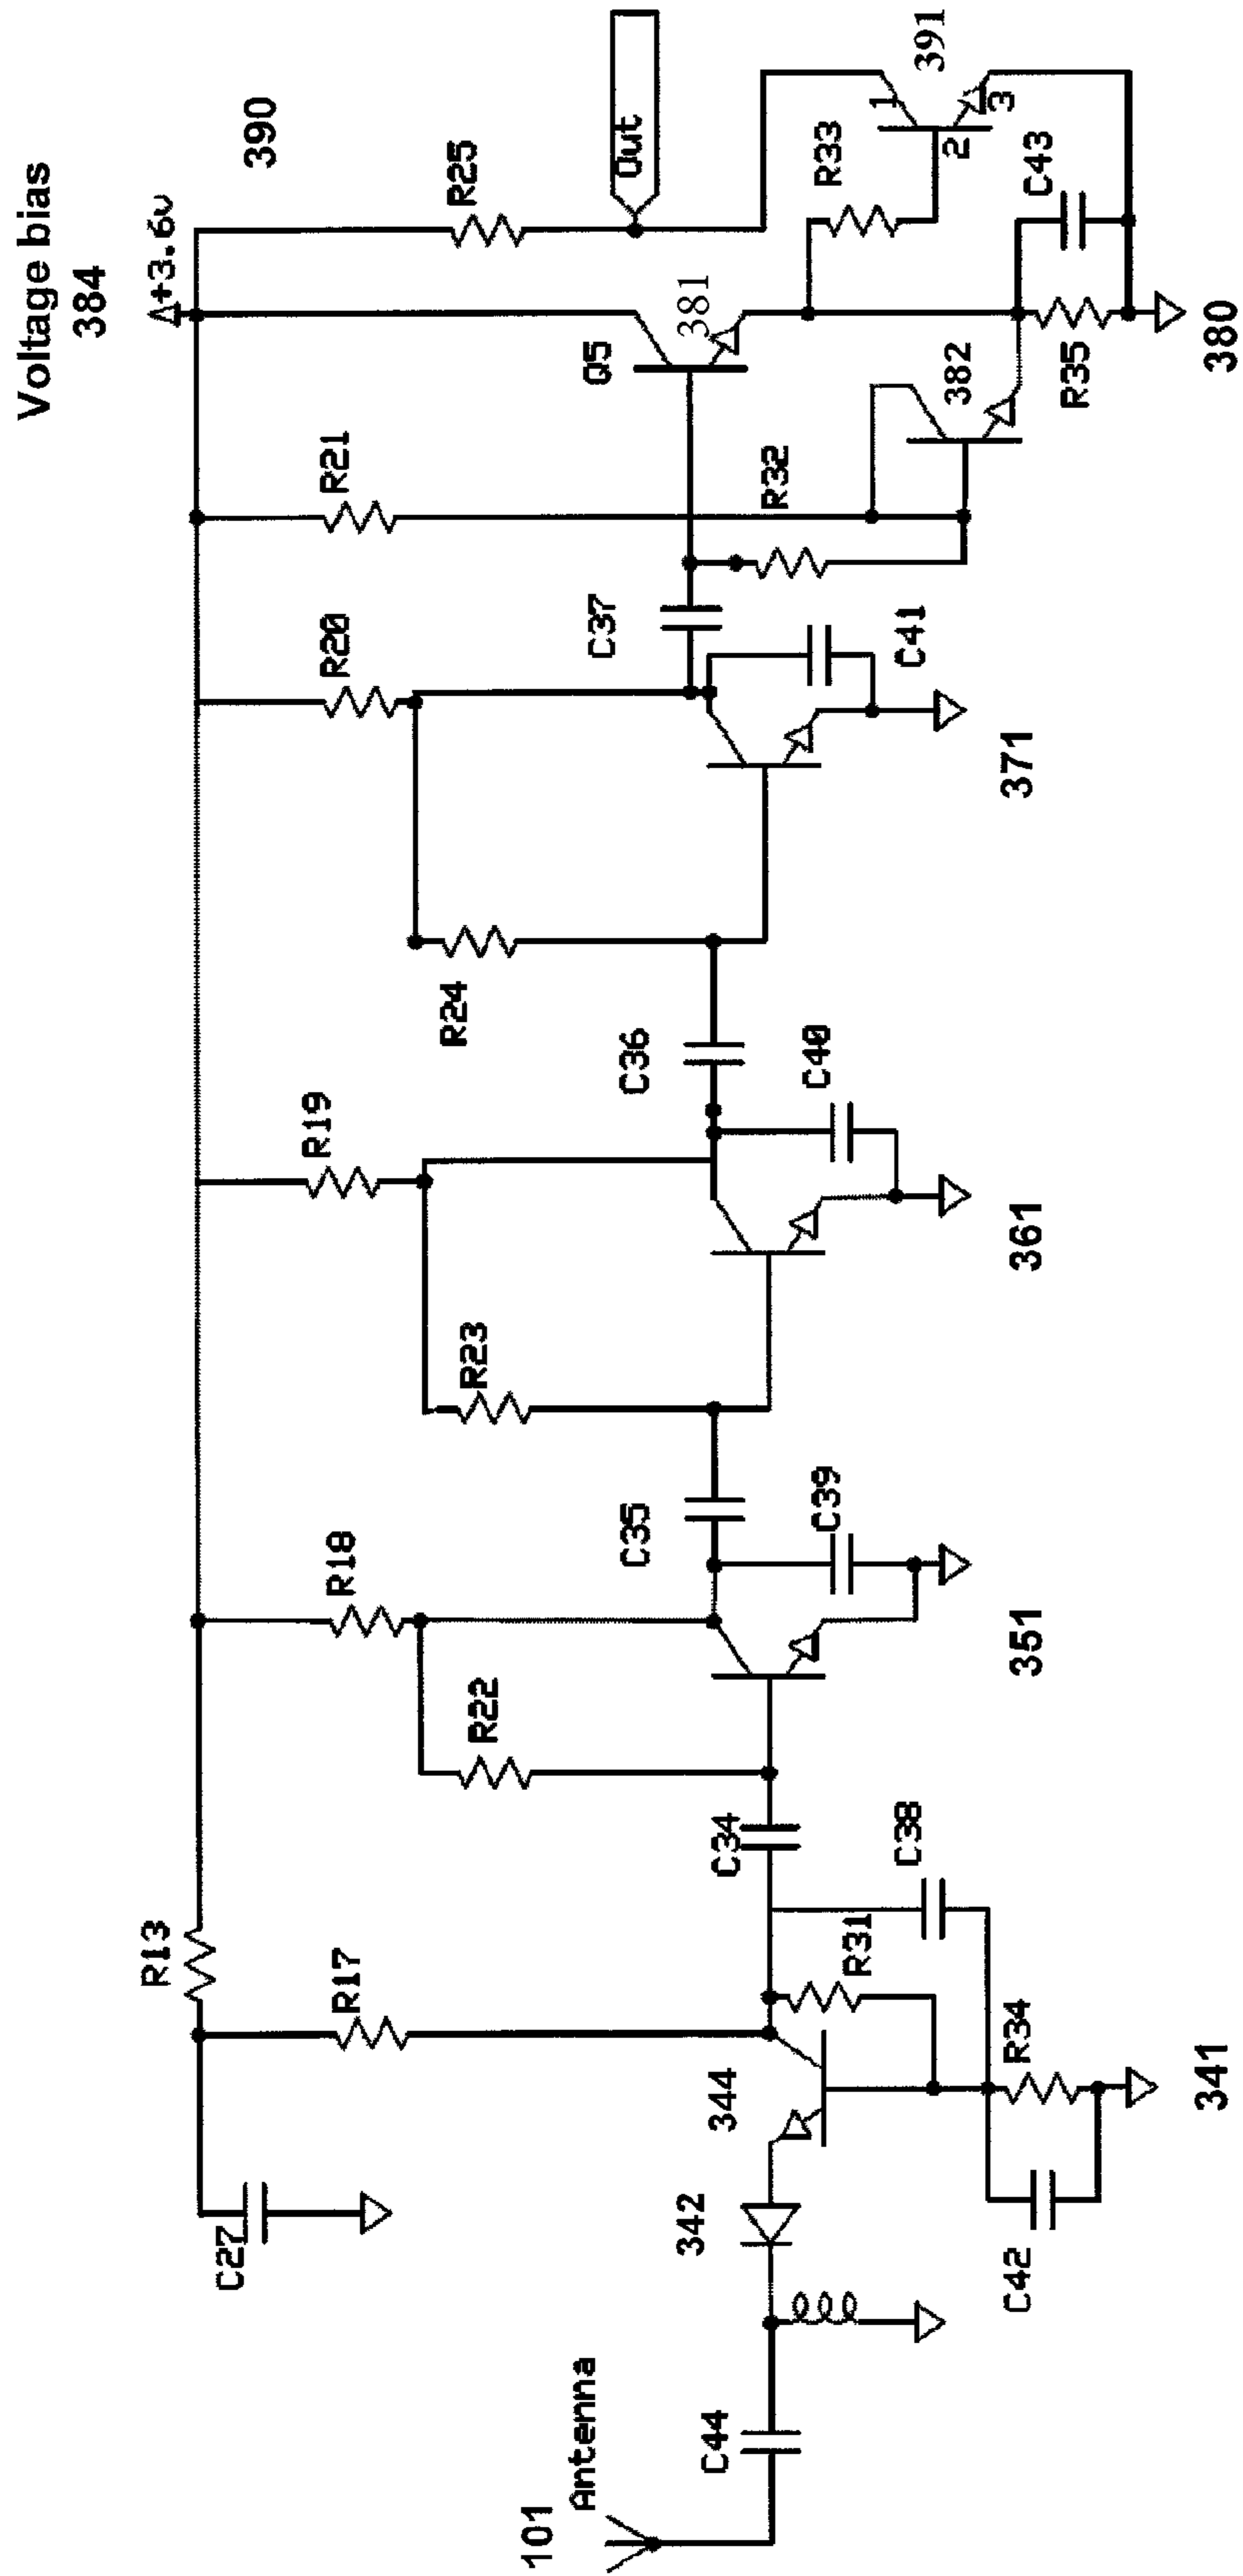 Voltage bias
384
+3.6v
390
R25
Out
R33
391
1
2
3
C43
Q5
381
382
R35
380
R21
R32
R20
C37
C41
371
R24
C36
C40
R19
361
R23
C35
C39
R18
351
R22
C34
C38
R13
R17
R31
R34
344
341
C27
342
C42
C44
101
Antenna